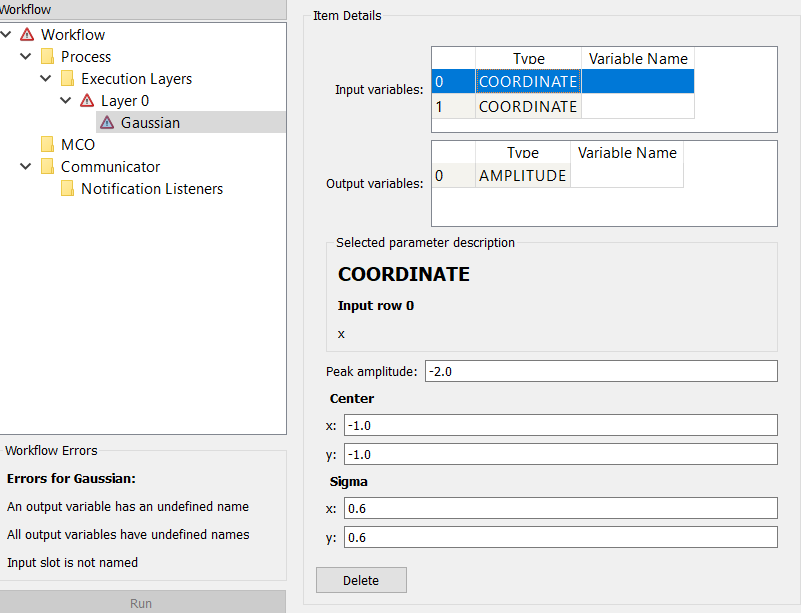 Workflow
Workflow
Process
Execution Layers
Layer 0
Gaussian
MCO
Communicator
Notification Listeners
Workflow Errors
Errors for Gaussian:
An output variable has an undefined name
All output variables have undefined names
Input slot is not named
Run
Item Details
Input variables:
Type Variable Name
0 COORDINATE
1 COORDINATE
Output variables:
Type Variable Name
0 AMPLITUDE
Selected parameter description
COORDINATE
Input row 0
x
Peak amplitude: -2.0
Center
x: -1.0
y: -1.0
Sigma
x: 0.6
y: 0.6
Delete